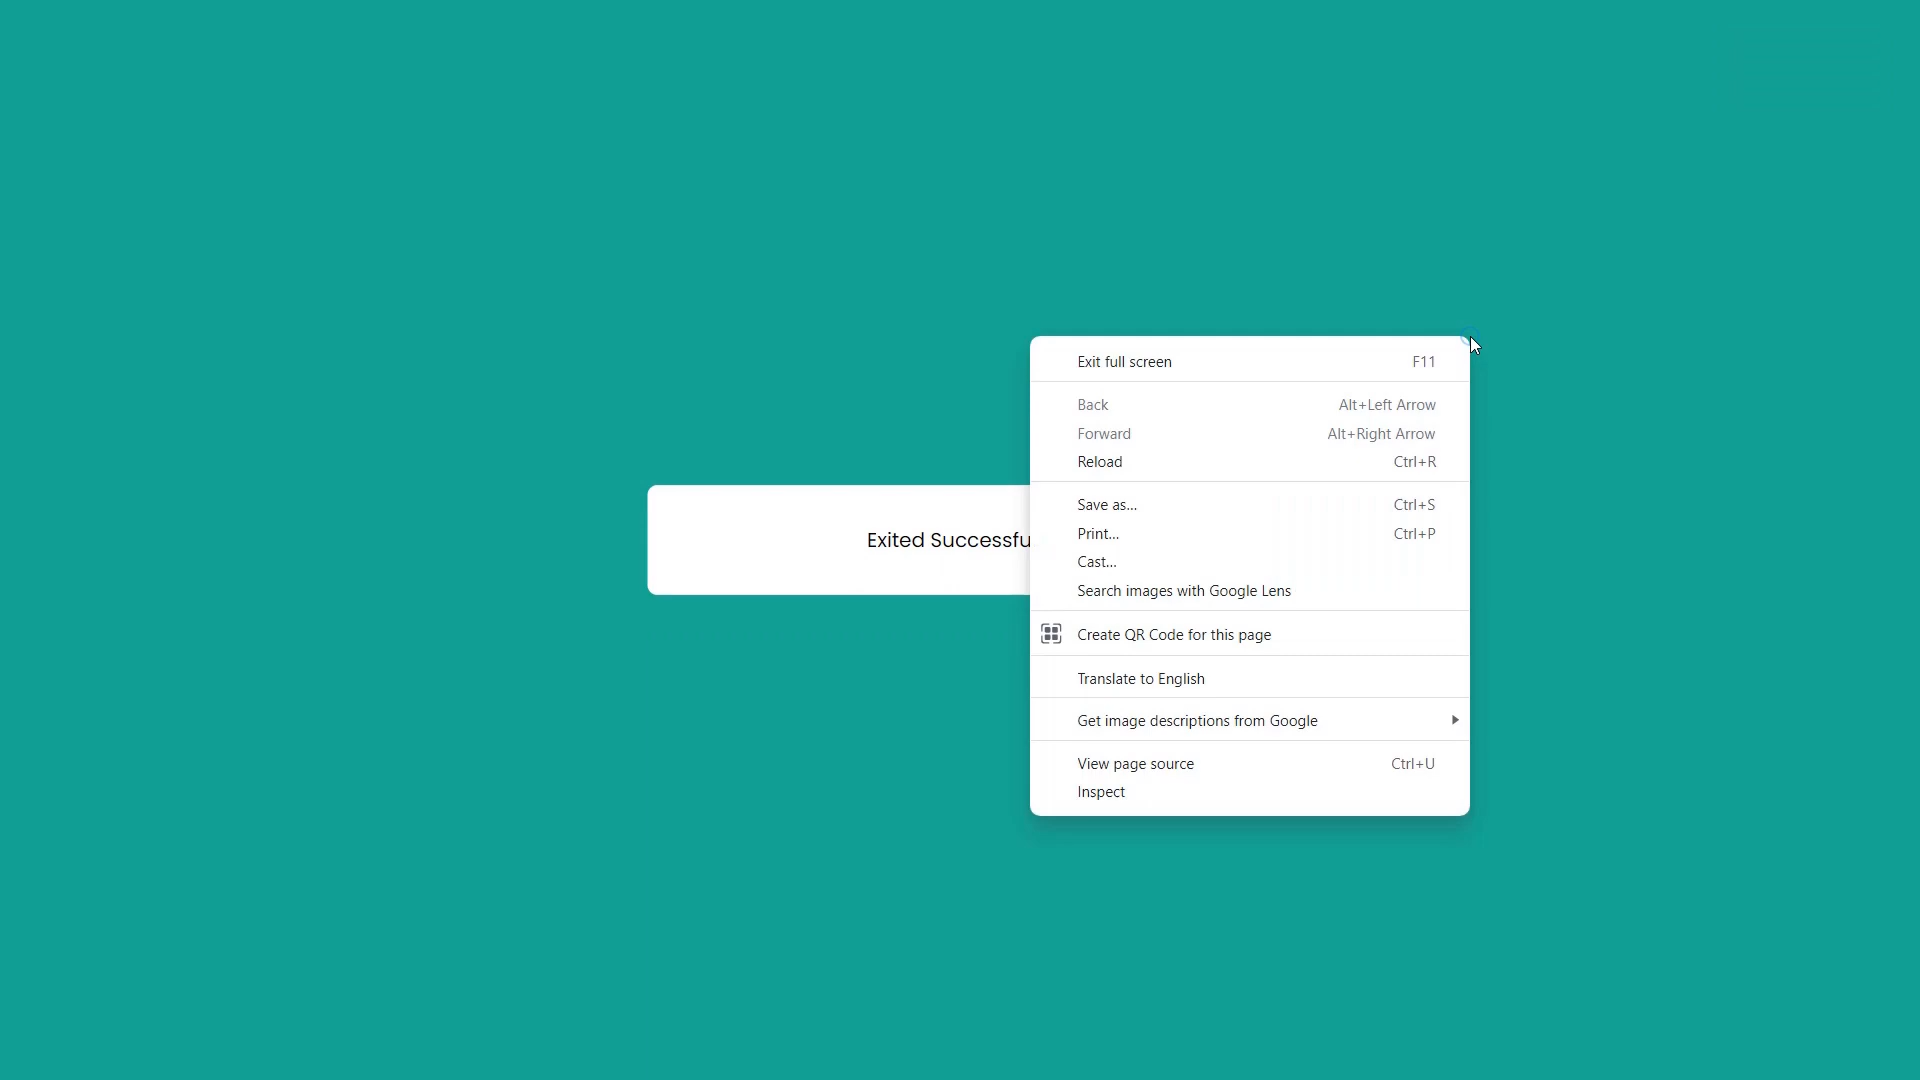 Exit full screen F11
Back Alt+Left Arrow
Forward Alt+Right Arrow
Reload Ctrl+R
Save as... Ctrl+S
Print... Ctrl+P
Exited
Cast...
Search images with Google Lens
Create QR Code for this page
Translate to English
Get image descriptions from Google
View page source Ctrl+U
Inspect